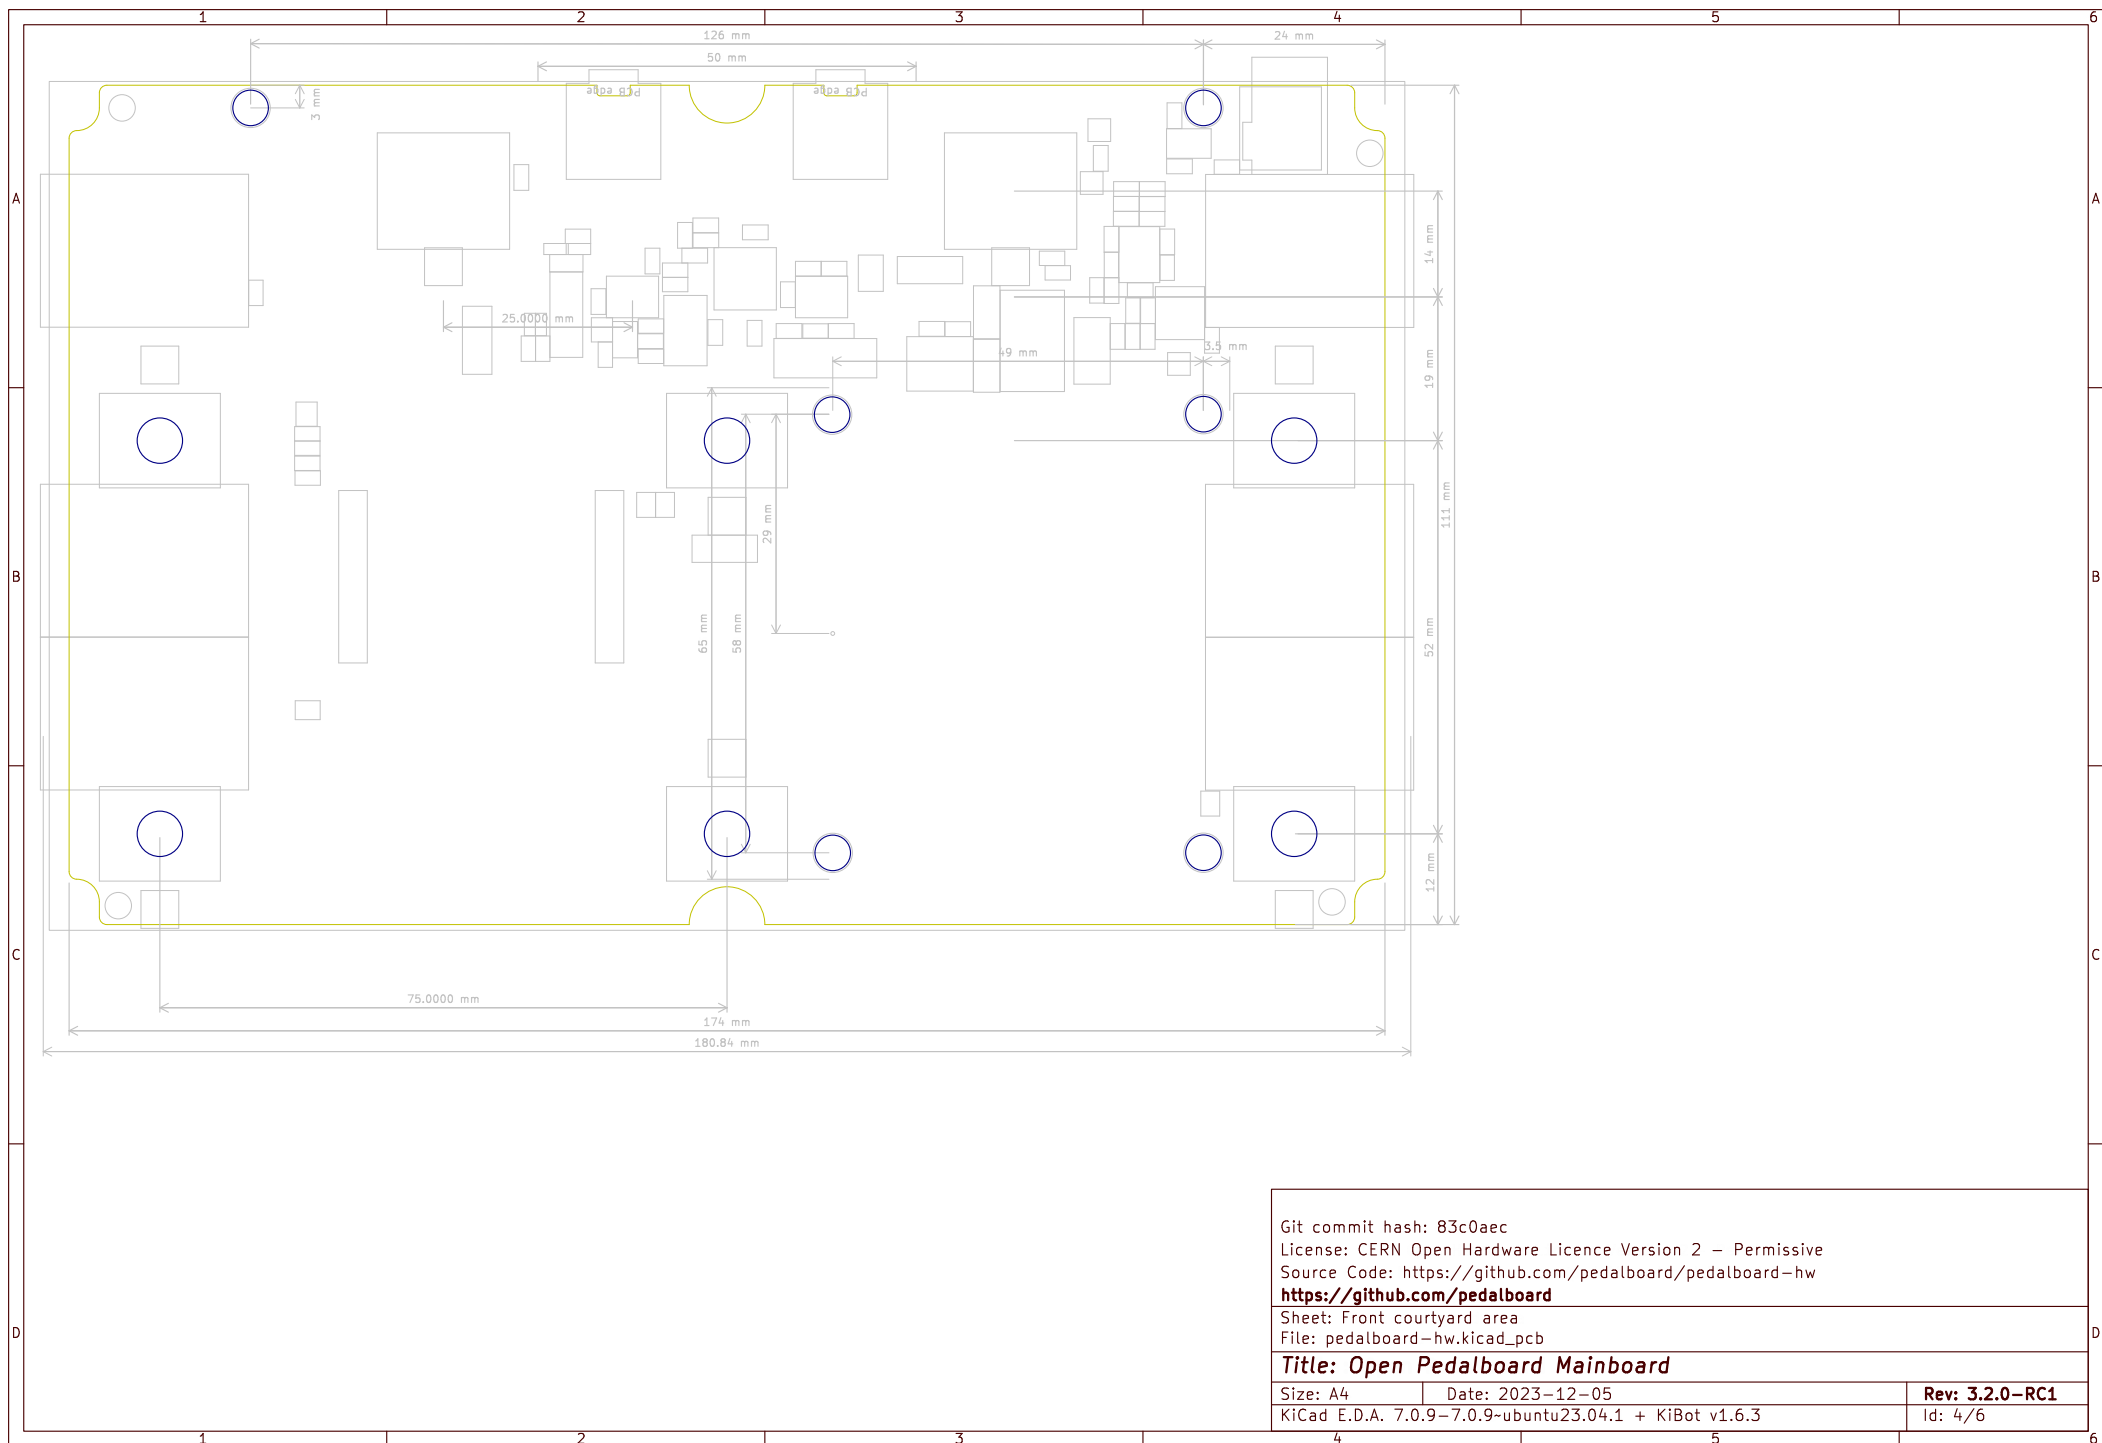 1 2 3 4 5 6
126 mm
24 mm
50 mm
PCB edge
PCB edge
3 mm
A
A
14 mm
25.0000 mm
49 mm
3.5 mm
19 mm
111 mm
29 mm
B
B
65 mm
58 mm
52 mm
12 mm
C
C
75.0000 mm
174 mm
180.84 mm
Git commit hash: 83c0aec
License: CERN Open Hardware Licence Version 2 - Permissive
Source Code: https://github.com/pedalboard/pedalboard-hw
https://github.com/pedalboard
Sheet: Front courtyard area
File: pedalboard-hw.kicad_pcb
D
D
Title: Open Pedalboard Mainboard
Size: A4 Date: 2023-12-05 Rev: 3.2.0-RC1
KiCad E.D.A. 7.0.9-7.0.9~ubuntu23.04.1 + KiBot v1.6.3 Id: 4/6
1 2 3 4 5 6